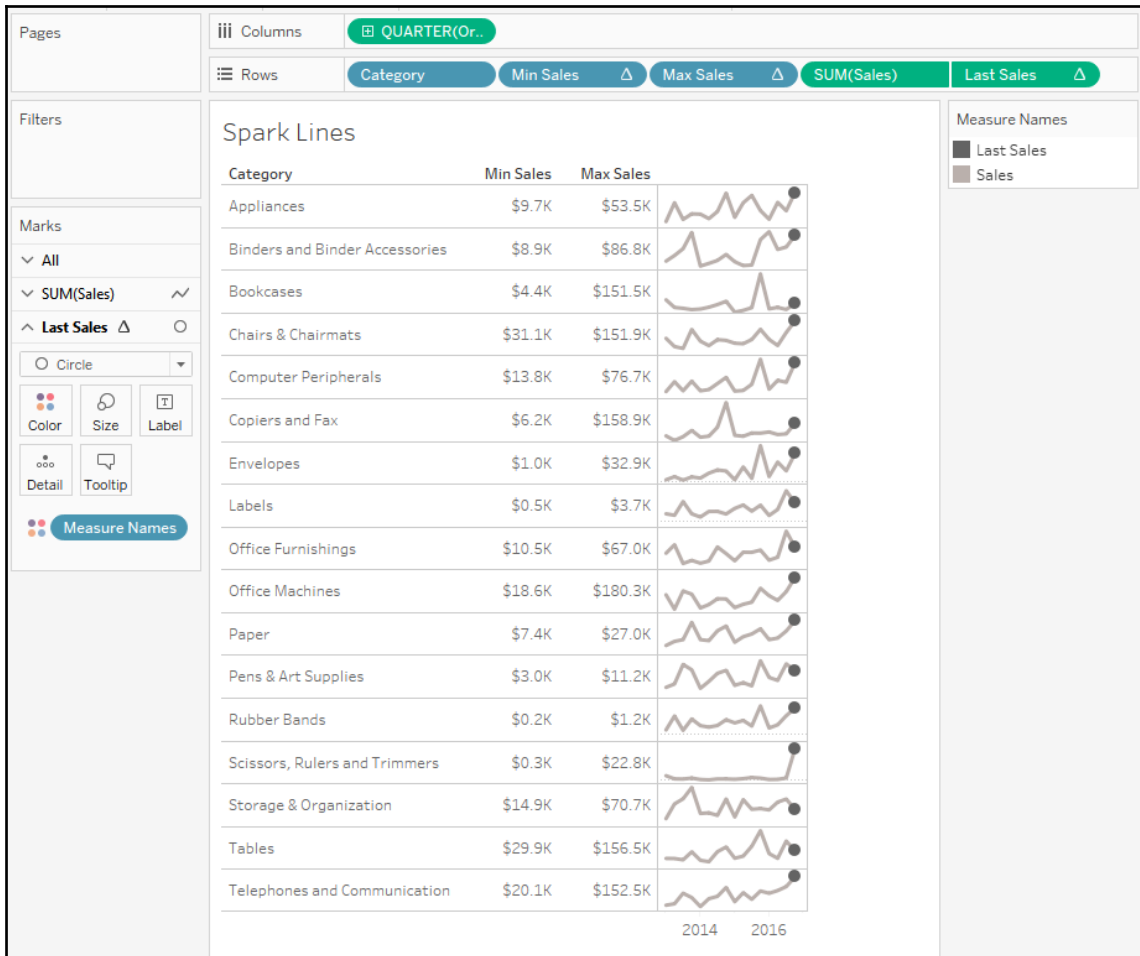 Pages
Columns
QUARTER(Or..
Rows
Category Min Sales Δ Max Sales Δ SUM(Sales) Last Sales Δ
Filters
Marks
All
SUM(Sales)
Last Sales Δ
Circle
Color Size Label
Detail Tooltip
Measure Names
Spark Lines
Category Min Sales Max Sales
Appliances $9.7K $53.5K
Binders and Binder Accessories $8.9K $86.8K
Bookcases $4.4K $151.5K
Chairs & Chairmats $31.1K $151.9K
Computer Peripherals $13.8K $76.7K
Copiers and Fax $6.2K $158.9K
Envelopes $1.0K $32.9K
Labels $0.5K $3.7K
Office Furnishings $10.5K $67.0K
Office Machines $18.6K $180.3K
Paper $7.4K $27.0K
Pens & Art Supplies $3.0K $11.2K
Rubber Bands $0.2K $1.2K
Scissors, Rulers and Trimmers $0.3K $22.8K
Storage & Organization $14.9K $70.7K
Tables $29.9K $156.5K
Telephones and Communication $20.1K $152.5K
2014 2016
Measure Names
Last Sales
Sales